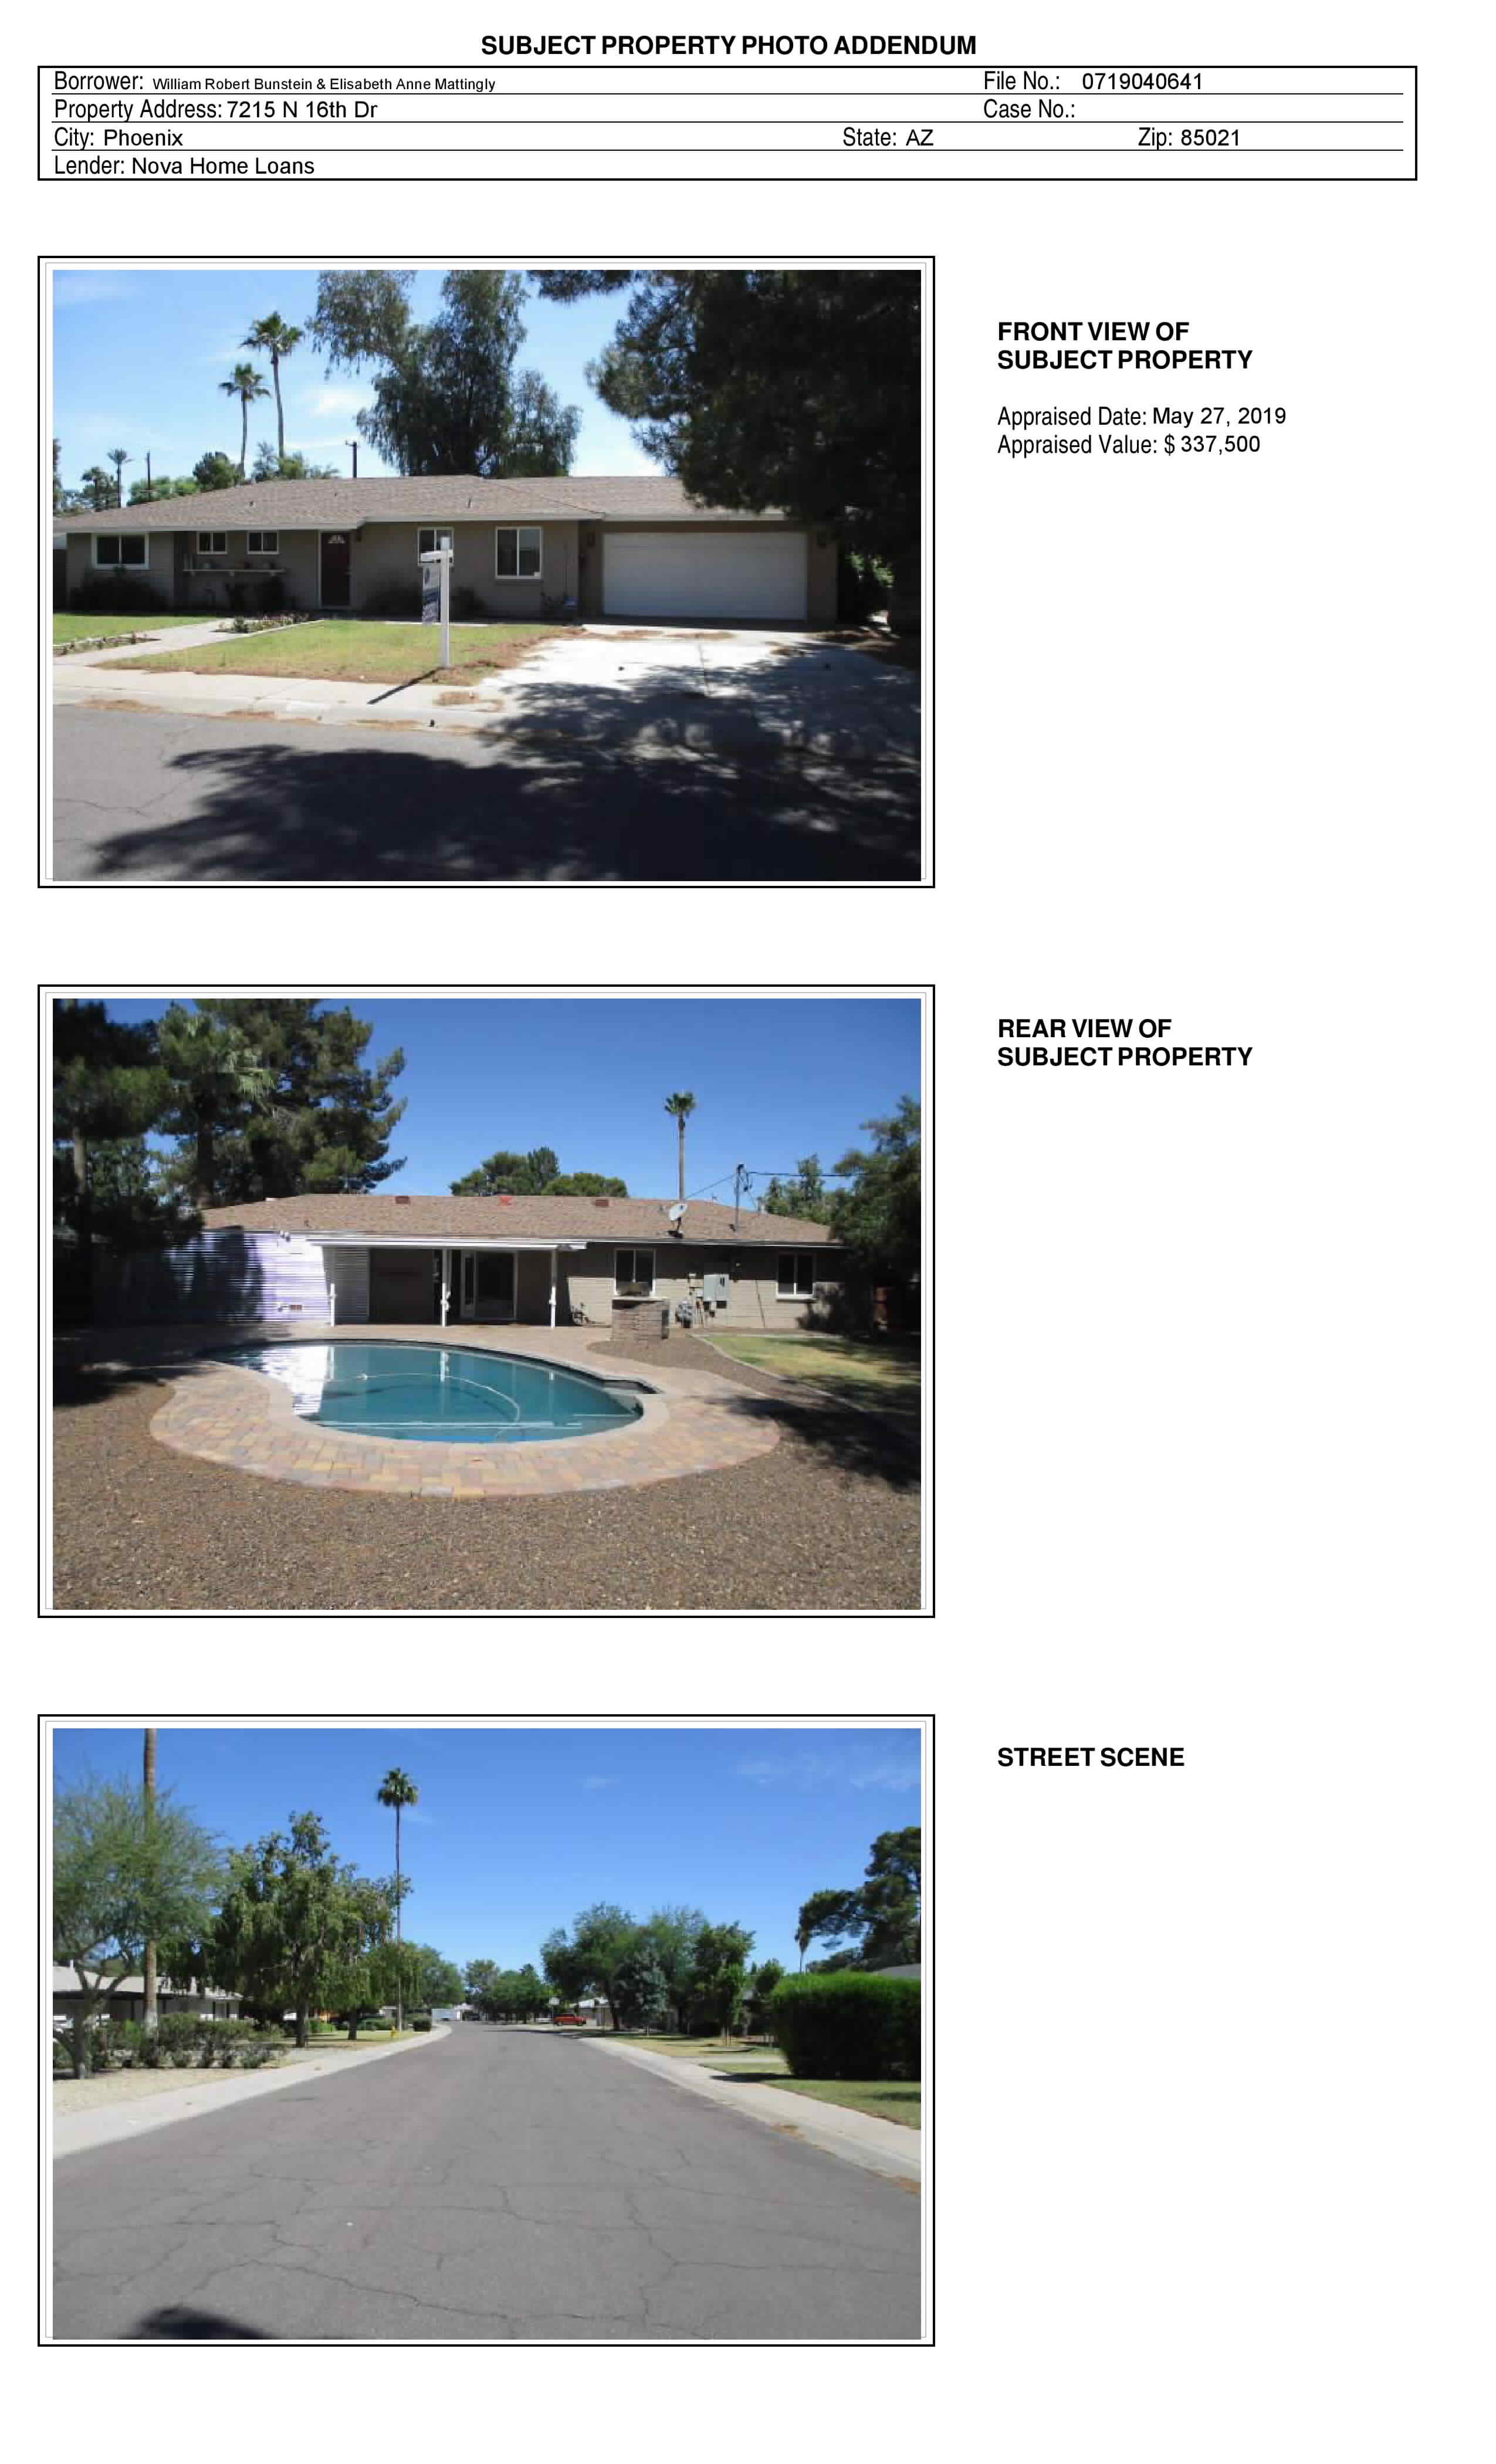 SUBJECT PROPERTY PHOTO ADDENDUM
Borrower: William Robert Bunstein & Elisabeth Anne Mattingly File No.: 0719040641
Property Address: 7215 N 16th Dr Case No.:
City: Phoenix State: AZ Zip: 85021
Lender: Nova Home Loans
FRONT VIEW OF
SUBJECT PROPERTY
Appraised Date: May 27, 2019
Appraised Value: $ 337,500
REAR VIEW OF
SUBJECT PROPERTY
STREET SCENE